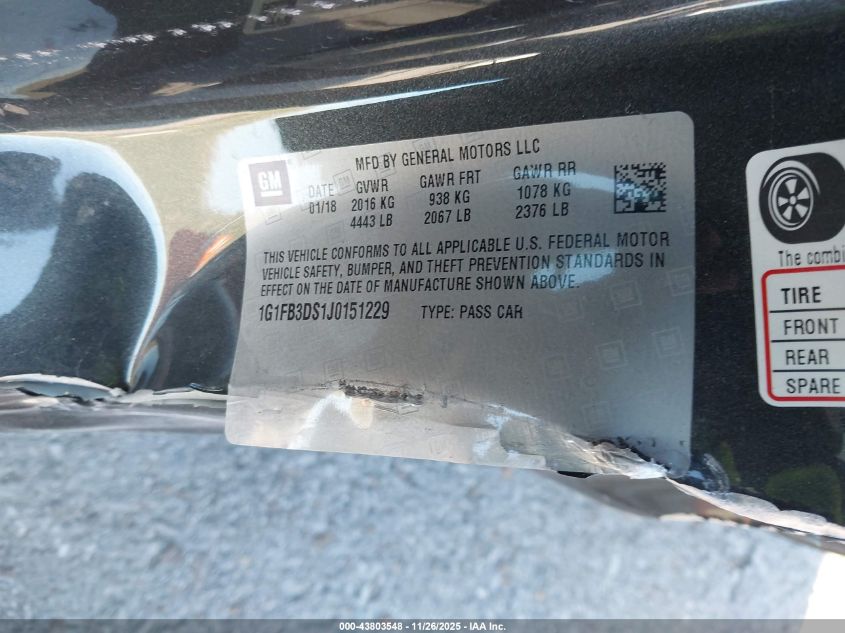 MFD BY GENERAL MOTORS LLC
GM
DATE GVWR GAWR FRT GAWR RR
01/18 2016 KG 938 KG 1078 KG
4443 LB 2067 LB 2376 LB
THIS VEHICLE CONFORMS TO ALL APPLICABLE U.S. FEDERAL MOTOR
VEHICLE SAFETY, BUMPER, AND THEFT PREVENTION STANDARDS IN
EFFECT ON THE DATE OF MANUFACTURE SHOWN ABOVE.
1G1FB3DS1J0151229 TYPE: PASS CAR
The combi
TIRE
FRONT
REAR
SPARE
000-43803548 - 11/26/2025 - IAA Inc.